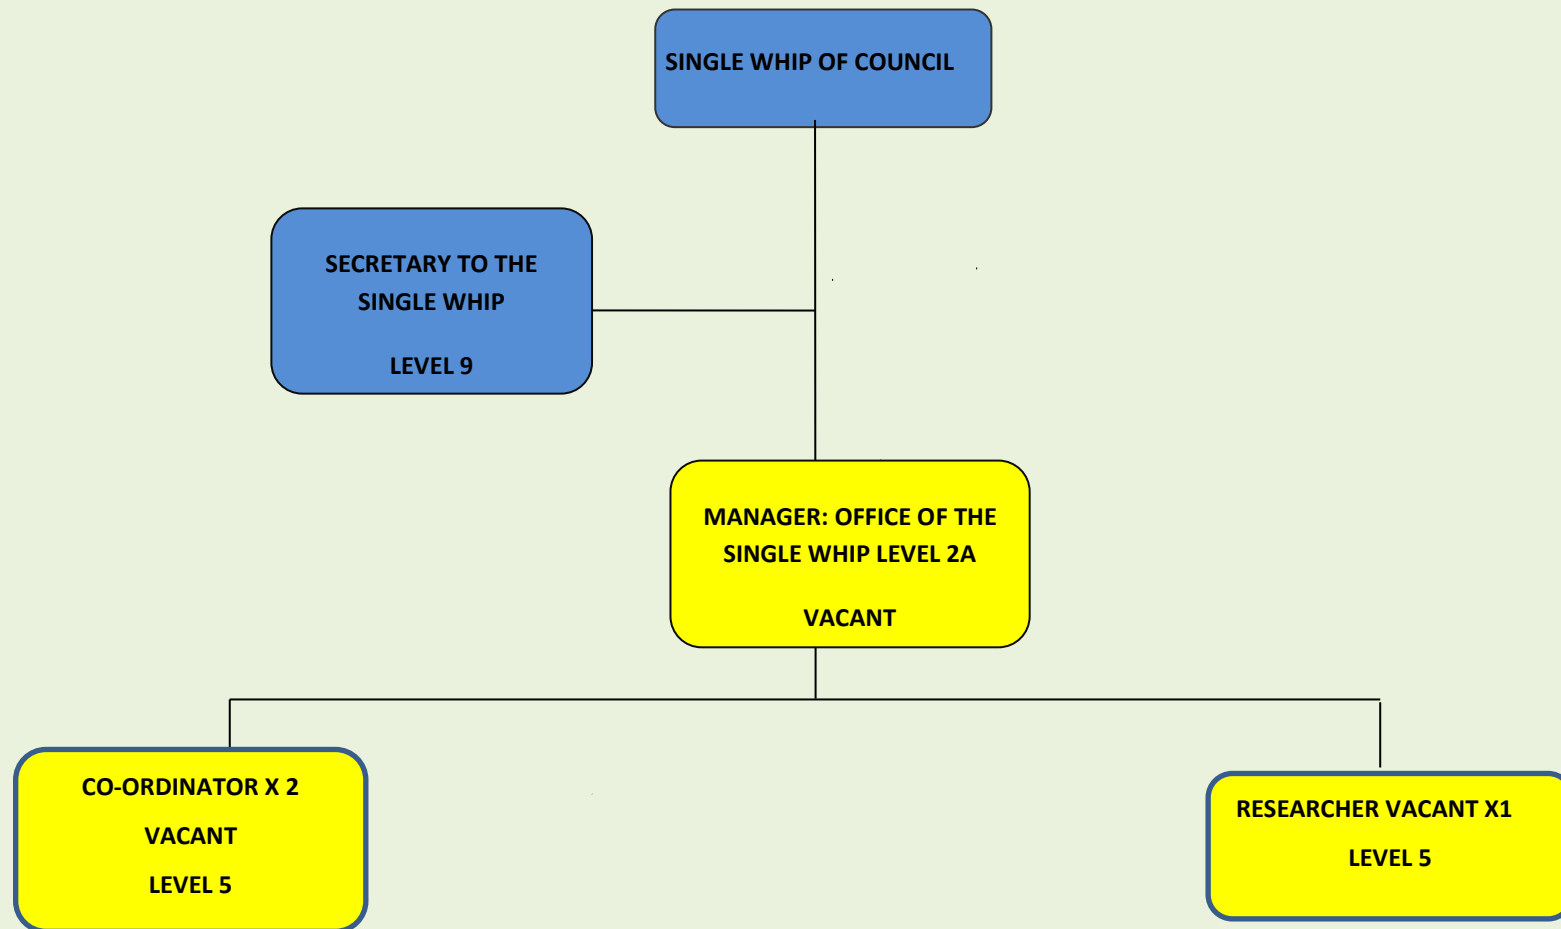 SINGLE WHIP OF COUNCIL
SECRETARY TO THE
SINGLE WHIP
LEVEL 9
MANAGER: OFFICE OF THE
SINGLE WHIP LEVEL 2A
VACANT
CO-ORDINATOR X 2
VACANT
LEVEL 5
RESEARCHER VACANT X1
LEVEL 5